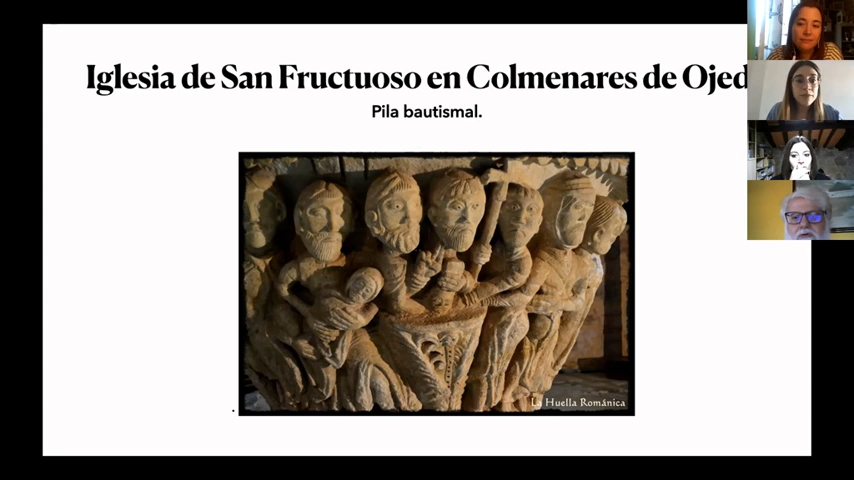 Iglesia de San Fructuoso en Colmenares de Ojed
Pila bautismal.
La Huella Románica